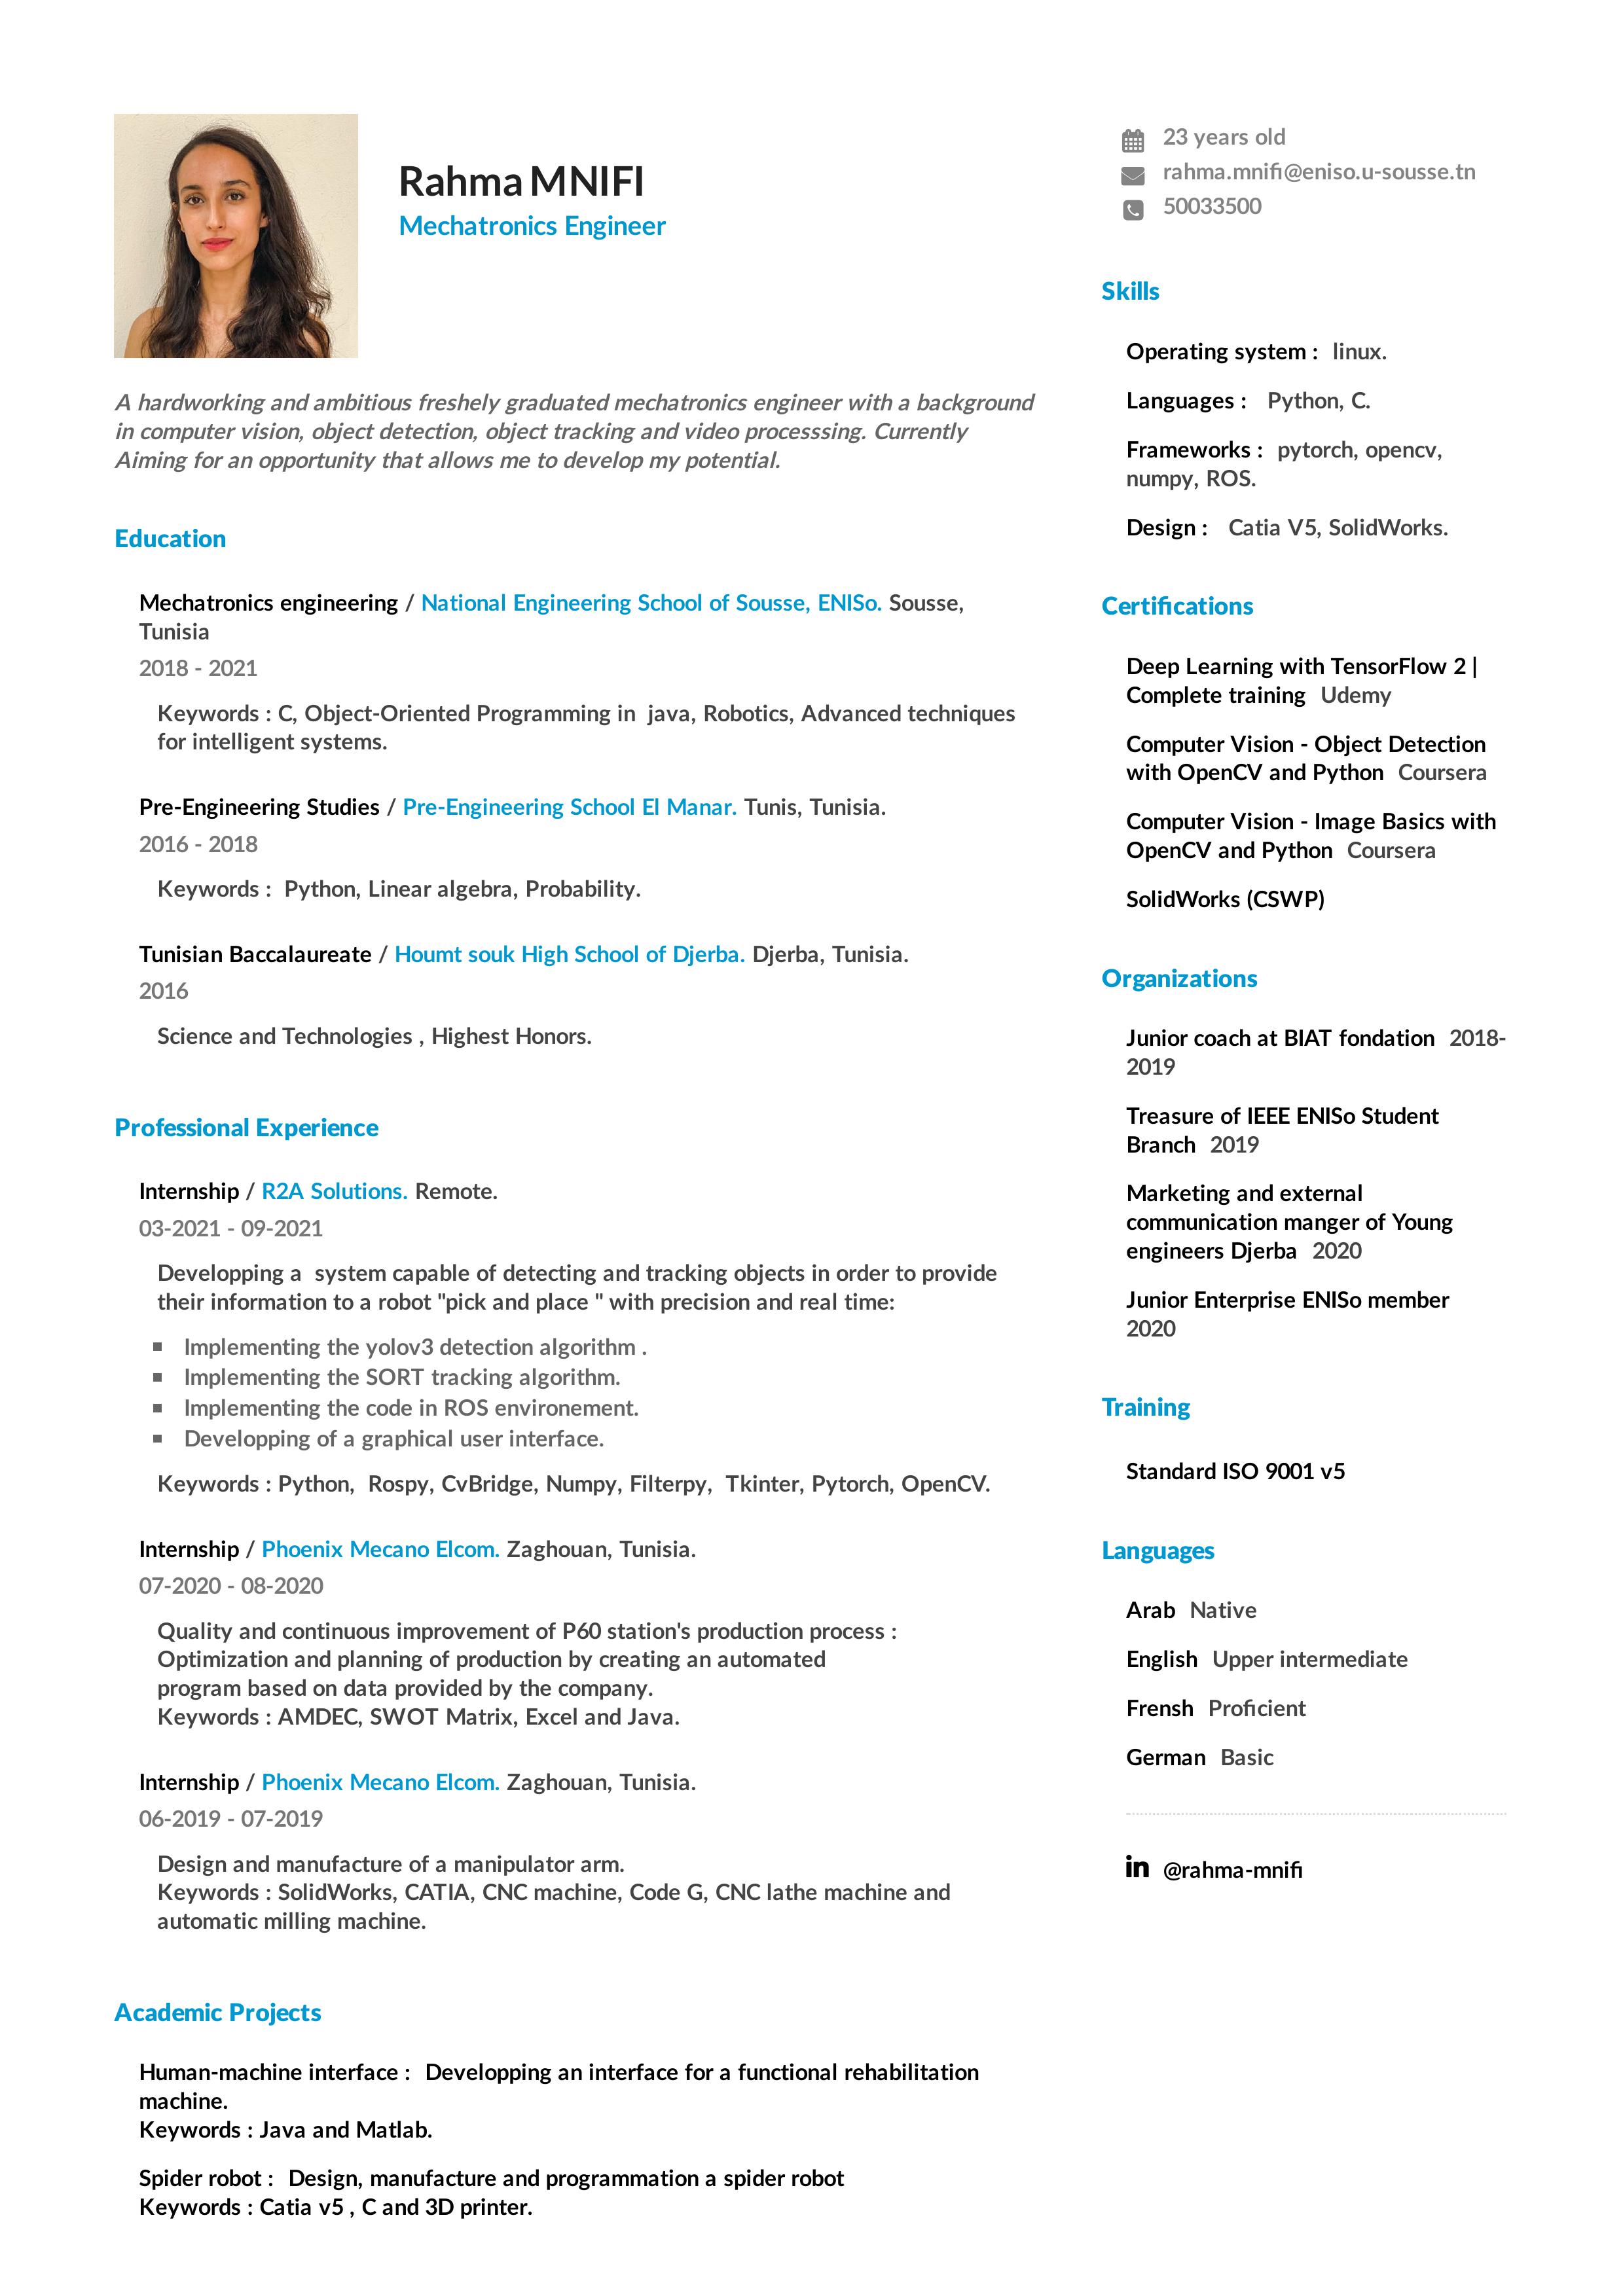 Rahma MNIFI
Mechatronics Engineer
A hardworking and ambitious freshely graduated mechatronics engineer with a background
in computer vision, object detection, object tracking and video processsing. Currently
Aiming for an opportunity that allows me to develop my potential.
Education
Mechatronics engineering / National Engineering School of Sousse, ENISo. Sousse,
Tunisia
2018 - 2021
Keywords : C, Object-Oriented Programming in java, Robotics, Advanced techniques
for intelligent systems.
Pre-Engineering Studies / Pre-Engineering School El Manar. Tunis, Tunisia.
2016 - 2018
Keywords : Python, Linear algebra, Probability.
Tunisian Baccalaureate / Houmt souk High School of Djerba. Djerba, Tunisia.
2016
Science and Technologies , Highest Honors.
Professional Experience
Internship / R2A Solutions. Remote.
03-2021 - 09-2021
Developping a system capable of detecting and tracking objects in order to provide
their information to a robot "pick and place " with precision and real time:
▪ Implementing the yolov3 detection algorithm .
▪ Implementing the SORT tracking algorithm.
▪ Implementing the code in ROS environement.
▪ Developping of a graphical user interface.
Keywords : Python, Rospy, CvBridge, Numpy, Filterpy, Tkinter, Pytorch, OpenCV.
Internship / Phoenix Mecano Elcom. Zaghouan, Tunisia.
07-2020 - 08-2020
Quality and continuous improvement of P60 station's production process :
Optimization and planning of production by creating an automated
program based on data provided by the company.
Keywords : AMDEC, SWOT Matrix, Excel and Java.
Internship / Phoenix Mecano Elcom. Zaghouan, Tunisia.
06-2019 - 07-2019
Design and manufacture of a manipulator arm.
Keywords : SolidWorks, CATIA, CNC machine, Code G, CNC lathe machine and
automatic milling machine.
Academic Projects
Human-machine interface : Developping an interface for a functional rehabilitation
machine.
Keywords : Java and Matlab.
Spider robot : Design, manufacture and programmation a spider robot
Keywords : Catia v5 , C and 3D printer.
23 years old
rahma.mnifi@eniso.u-sousse.tn
50033500
Skills
Operating system : linux.
Languages : Python, C.
Frameworks : pytorch, opencv,
numpy, ROS.
Design : Catia V5, SolidWorks.
Certifications
Deep Learning with TensorFlow 2 |
Complete training Udemy
Computer Vision - Object Detection
with OpenCV and Python Coursera
Computer Vision - Image Basics with
OpenCV and Python Coursera
SolidWorks (CSWP)
Organizations
Junior coach at BIAT fondation 2018-
2019
Treasure of IEEE ENISo Student
Branch 2019
Marketing and external
communication manger of Young
engineers Djerba 2020
Junior Enterprise ENISo member
2020
Training
Standard ISO 9001 v5
Languages
Arab Native
English Upper intermediate
Frensh Proficient
German Basic
in @rahma-mnifi